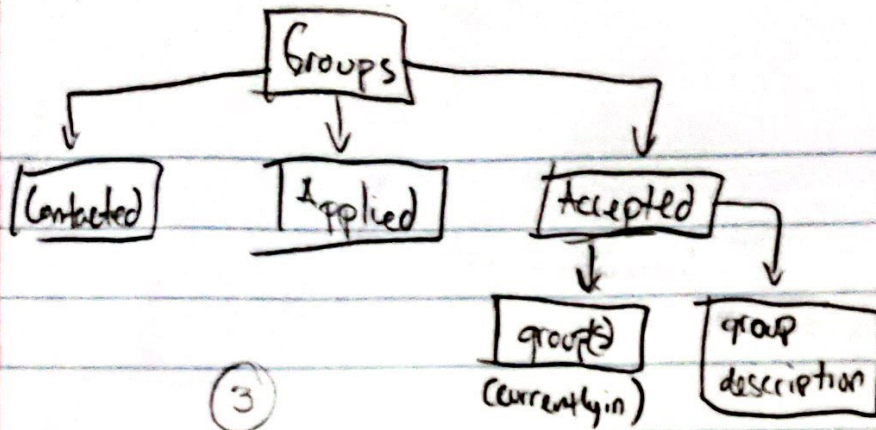 Groups
Contacted
Applied
Accepted
group(s)
group
description
(currently in)
3